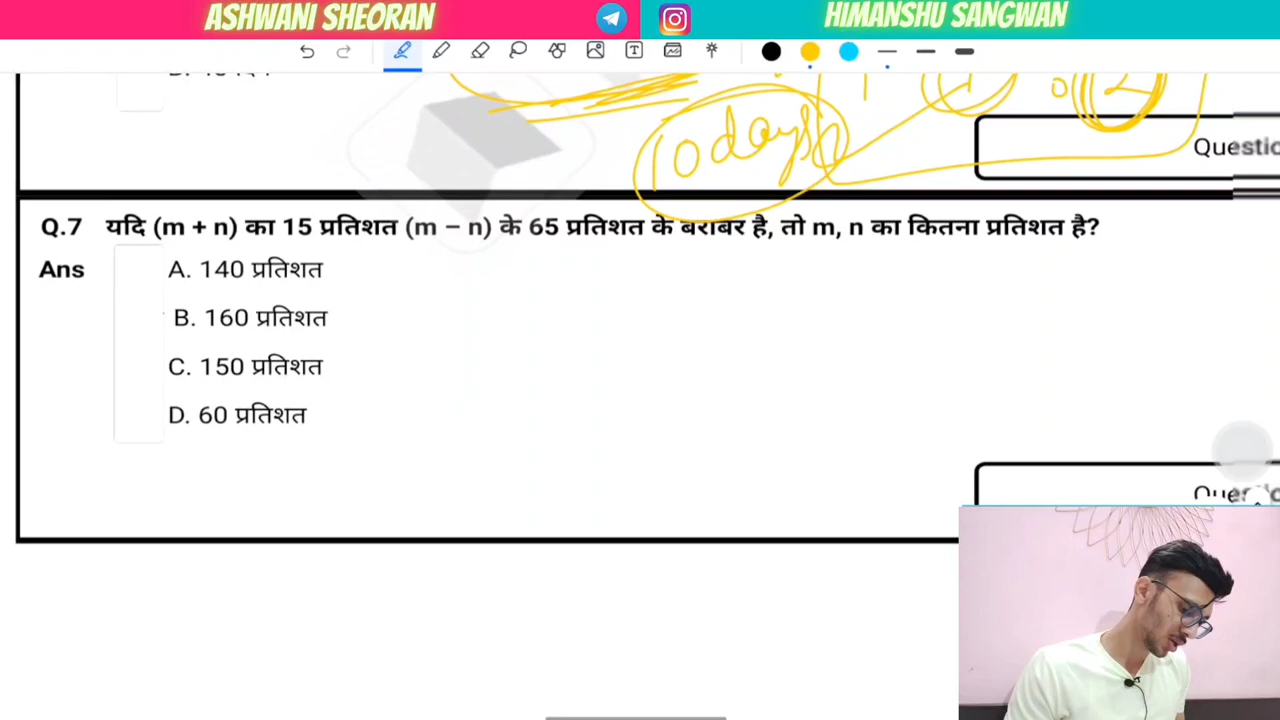 ASHWANI SHEORAN
HIMANSHU SANGWAN
10 days
Questio
Q.7 यदि (m + n) का 15 प्रतिशत (m − n) के 65 प्रतिशत के बराबर है, तो m, n का कितना प्रतिशत है?
Ans A. 140 प्रतिशत
B. 160 प्रतिशत
C. 150 प्रतिशत
D. 60 प्रतिशत